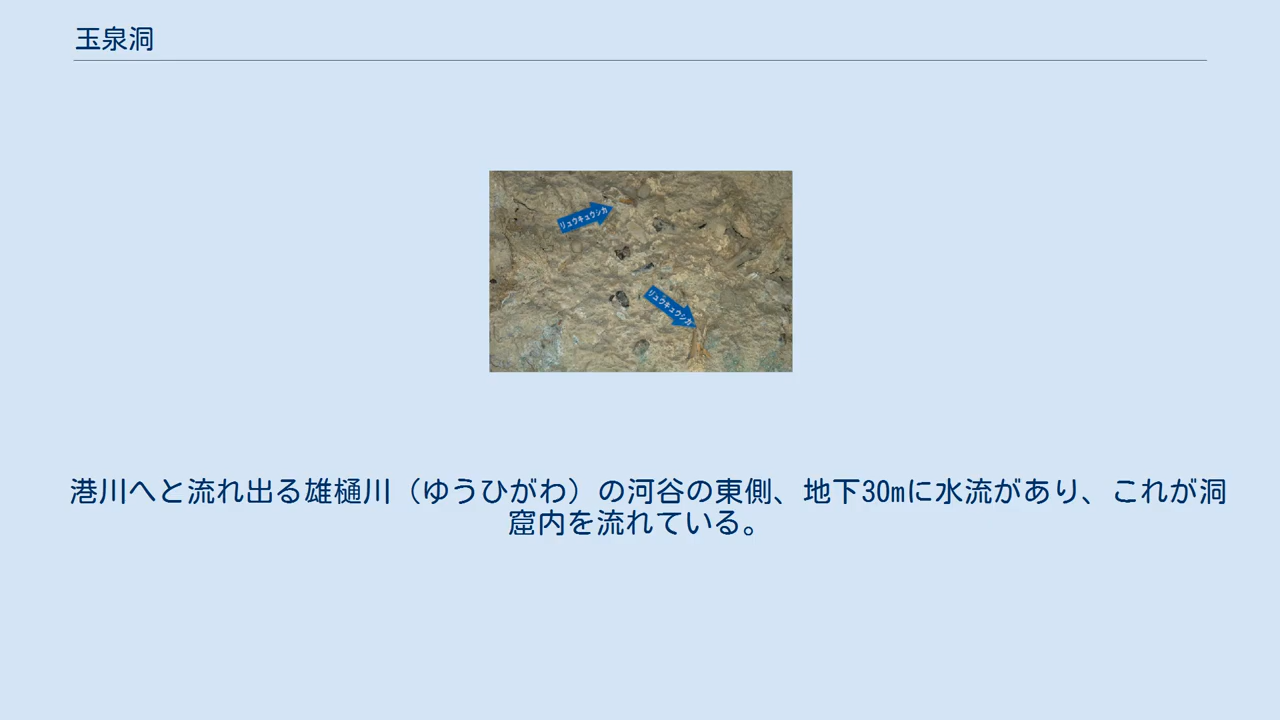 玉泉洞
リュウキュウシカ
リュウキュウシカ
港川へと流れ出る雄樋川（ゆうひがわ）の河谷の東側、地下30mに水流があり、これが洞
窟内を流れている。